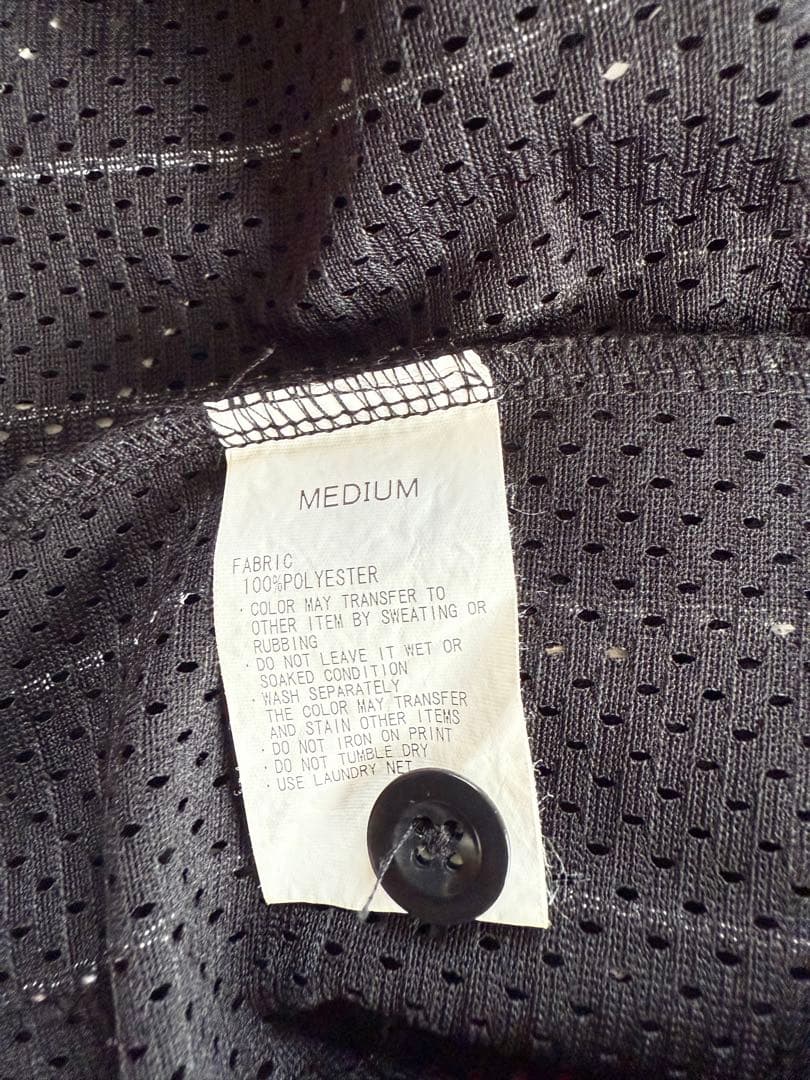 MEDIUM
FABRIC
100%POLYESTER
・COLOR MAY TRANSFER TO
OTHER ITEM BY SWEATING OR
RUBBING
・DO NOT LEAVE IT WET OR
SOAKED CONDITION
・WASH SEPARATELY
THE COLOR MAY TRANSFER
AND STAIN OTHER ITEMS
・DO NOT IRON ON PRINT
・DO NOT TUMBLE DRY
・USE LAUNDRY NET